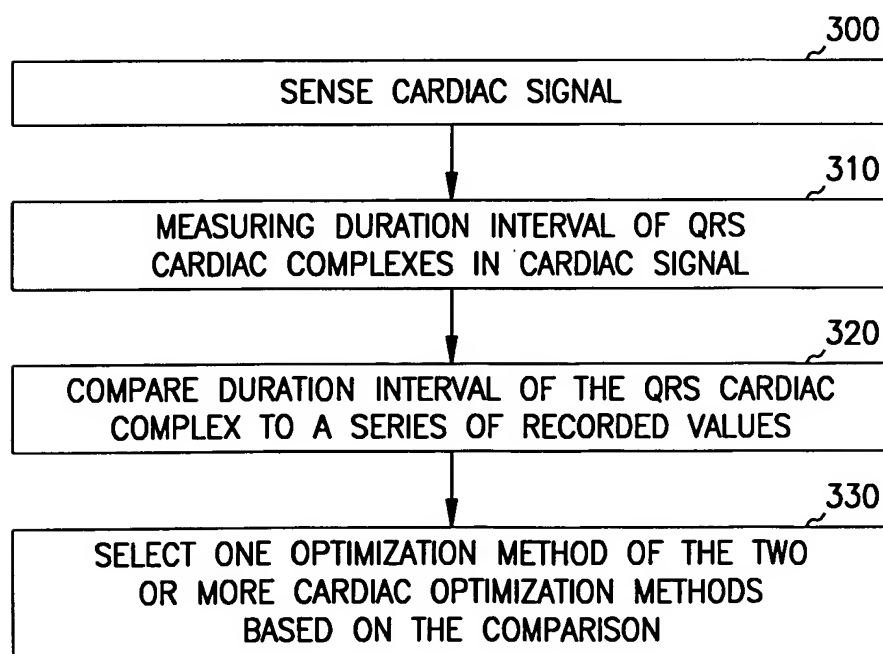 300
SENSE CARDIAC SIGNAL
310
MEASURING DURATION INTERVAL OF QRS
CARDIAC COMPLEXES IN CARDIAC SIGNAL
320
COMPARE DURATION INTERVAL OF THE QRS CARDIAC
COMPLEX TO A SERIES OF RECORDED VALUES
330
SELECT ONE OPTIMIZATION METHOD OF THE TWO
OR MORE CARDIAC OPTIMIZATION METHODS
BASED ON THE COMPARISON